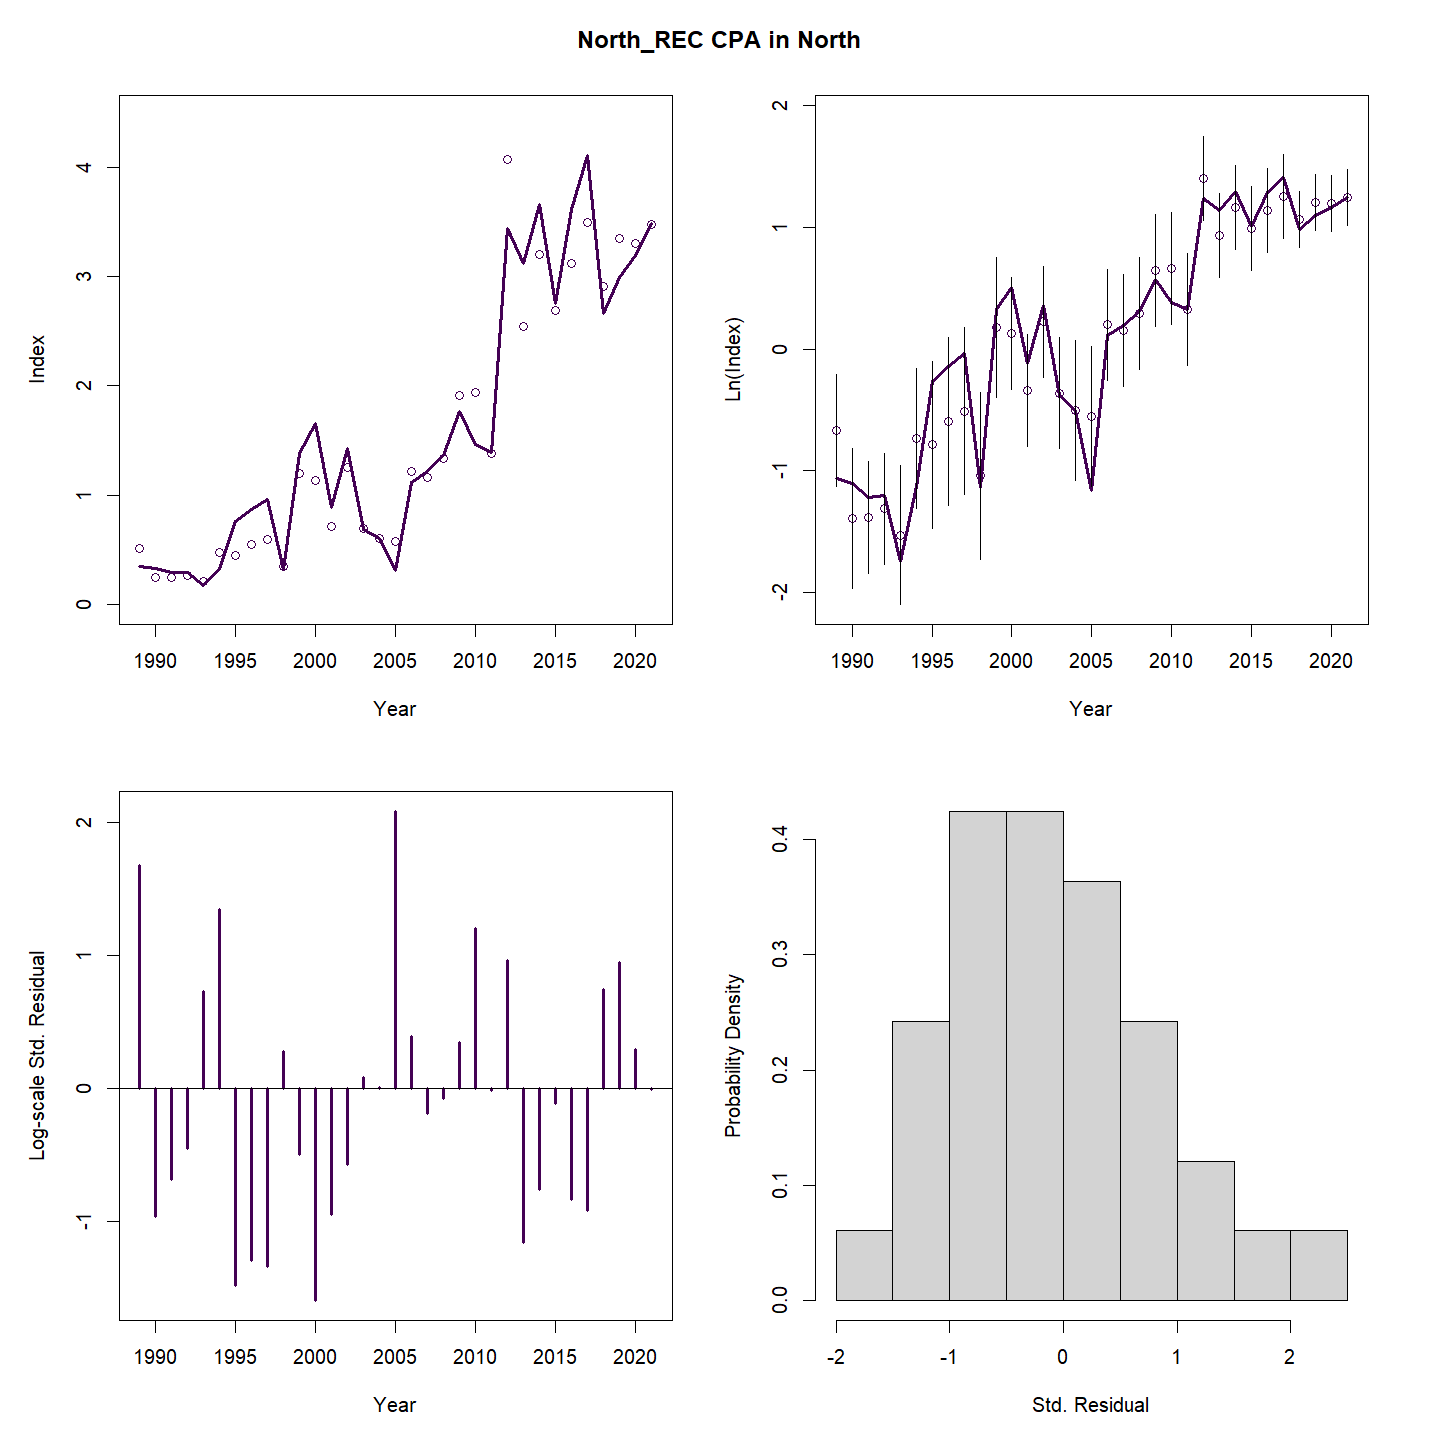 North_REC CPA in North
Index
4
3
2
1
0
1990 1995 2000 2005 2010 2015 2020
Year
Ln(Index)
2
1
0
-1
-2
1990 1995 2000 2005 2010 2015 2020
Year
Log-scale Std. Residual
2
1
0
-1
1990 1995 2000 2005 2010 2015 2020
Year
Probability Density
0.4
0.3
0.2
0.1
0.0
-2 -1 0 1 2
Std. Residual